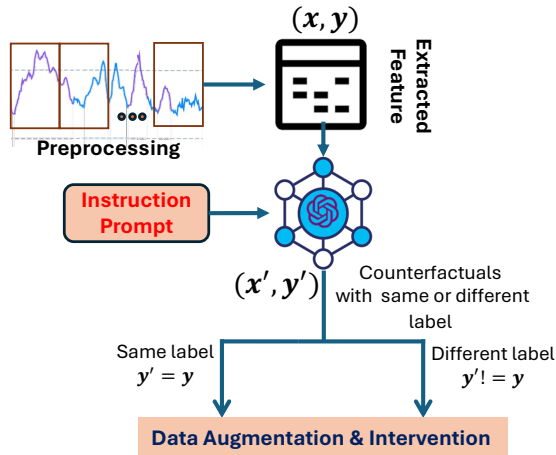 (x, y)
Extracted
Feature
Preprocessing
Instruction
Prompt
(x′, y′)
Counterfactuals
with same or different
label
Same label
y′ = y
Different label
y′! = y
Data Augmentation & Intervention